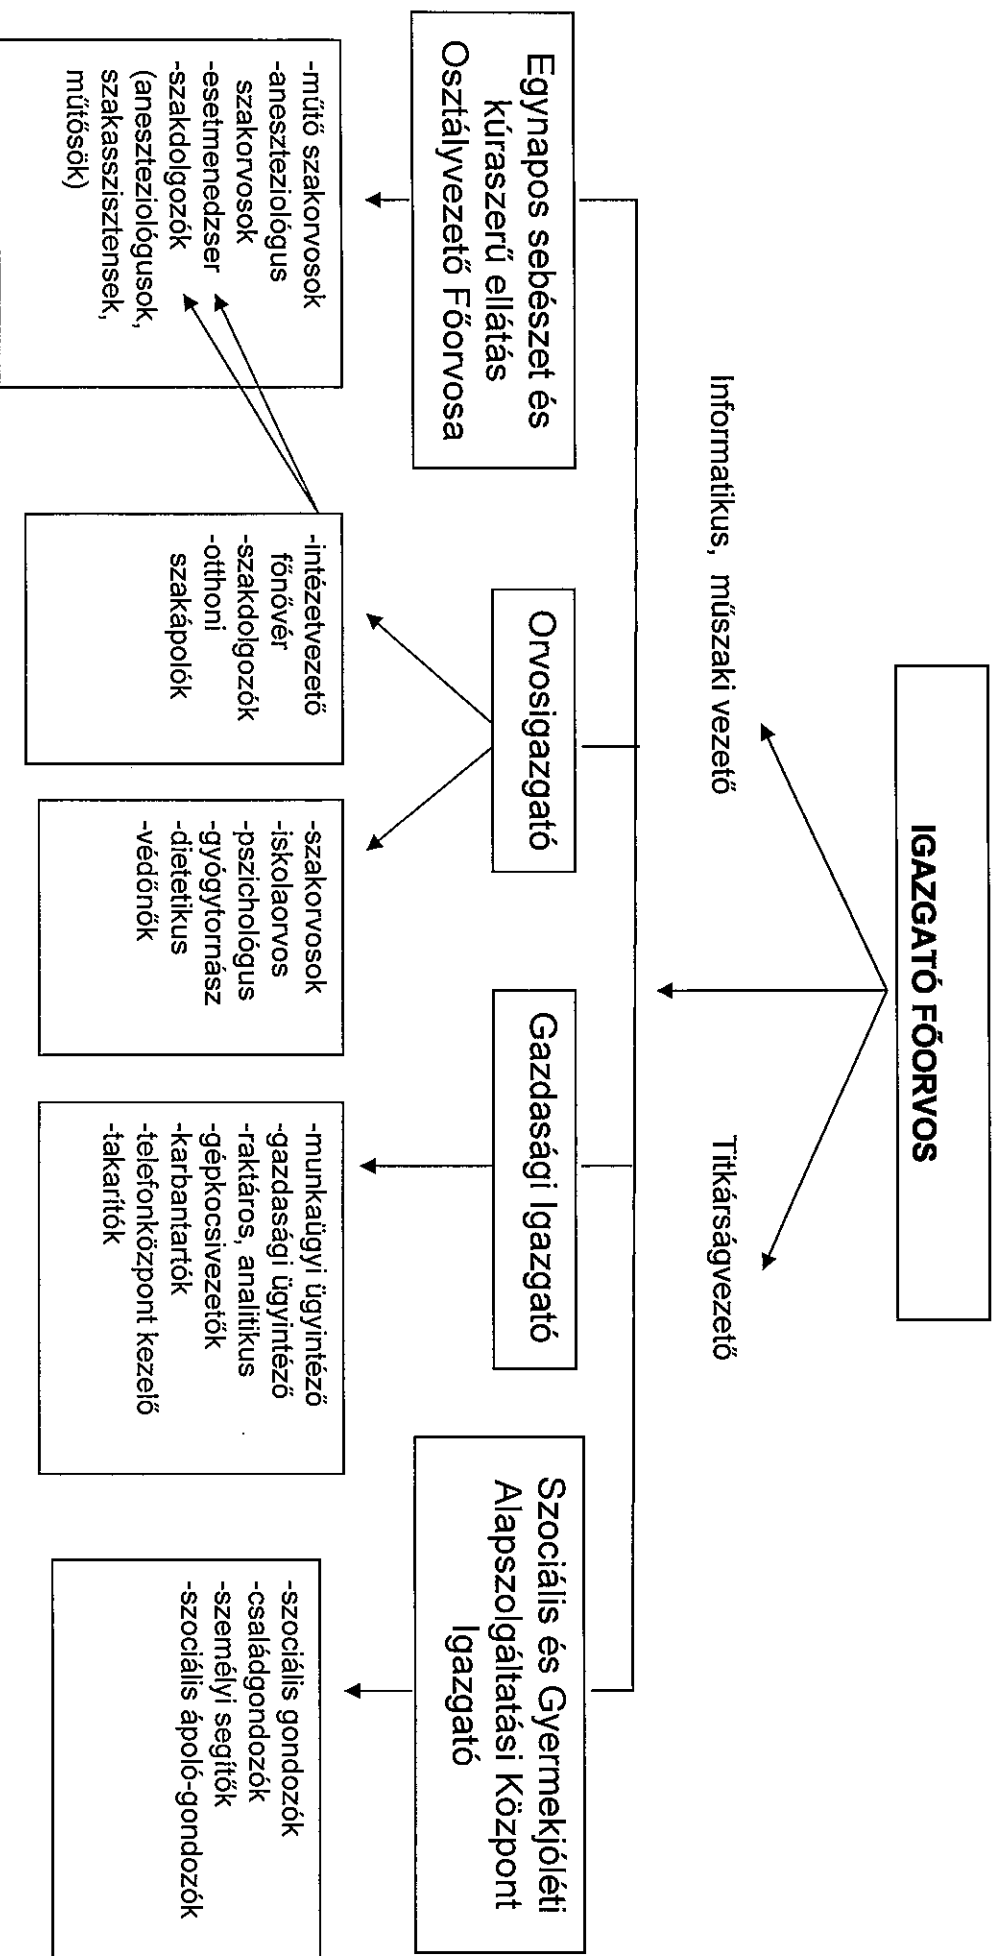 IGAZGATÓ FŐORVOS
Informatikus, műszaki vezető
Titkárságvezető
Egynapos sebészet és
kúraszerű ellátás
Osztályvezető Főorvosa
Orvosigazgató
Gazdasági Igazgató
Szociális és Gyermekjóléti
Alapszolgáltatási Központ
Igazgató
-műtő szakorvosok
-aneszteziológus
szakorvosok
-esetmenedzser
-szakdolgozók
(aneszteziológusok,
szakasszisztensek,
műtősök)
-intézetvezető
főnővér
-szakdolgozók
-otthoni
szakápolók
-szakorvosok
-iskolaorvos
-pszichológus
-gyógytornász
-dietetikus
-védőnők
-munkaügyi ügyintéző
-gazdasági ügyintéző
-raktáros, analitikus
-gépkocsivezetők
-karbantartók
-telefonközpont kezelő
-takarítók
-szociális gondozók
-családgondozók
-személyi segítők
-szociális ápoló-gondozók